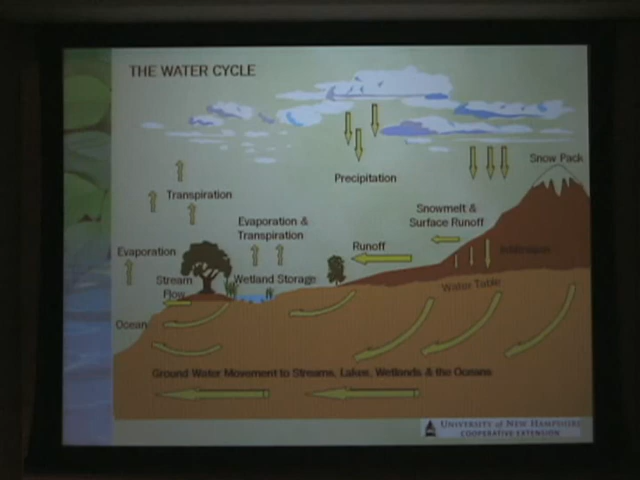 THE WATER CYCLE
Snow Pack
Precipitation
Transpiration
Snowmelt &
Surface Runoff
Evaporation &
Transpiration
Runoff
Infiltration
Evaporation
Stream
Flow
Wetland Storage
Water Table
Ocean
Ground Water Movement to Streams, Lakes, Wetlands & the Oceans
UNIVERSITY of NEW HAMPSHIRE
COOPERATIVE EXTENSION